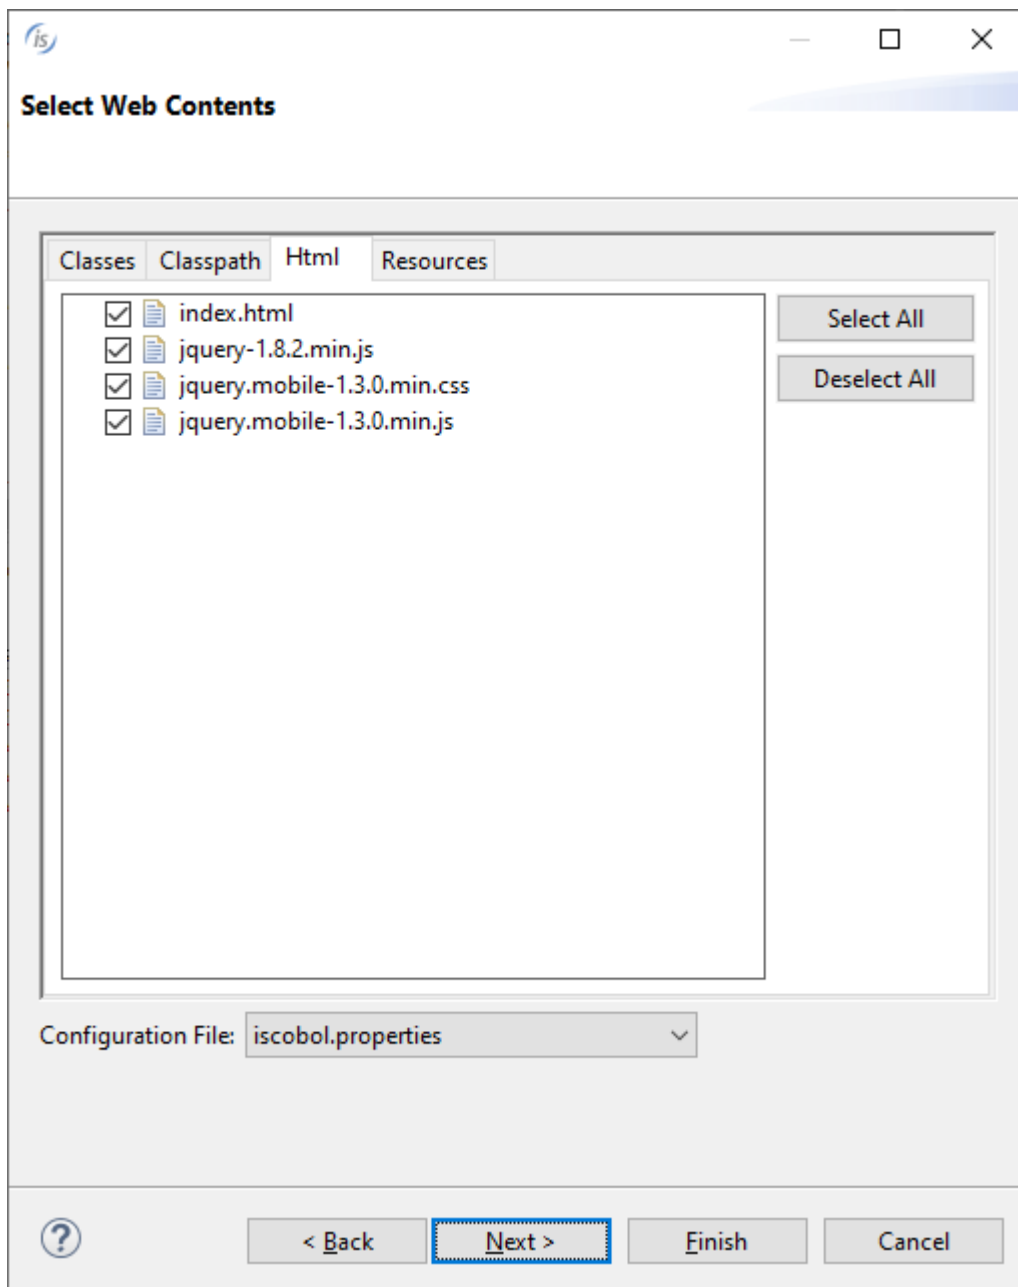 is
Select Web Contents
Classes Classpath Html Resources
index.html
jquery-1.8.2.min.js
jquery.mobile-1.3.0.min.css
jquery.mobile-1.3.0.min.js
Select All
Deselect All
Configuration File: iscobol.properties
? < Back Next > Finish Cancel